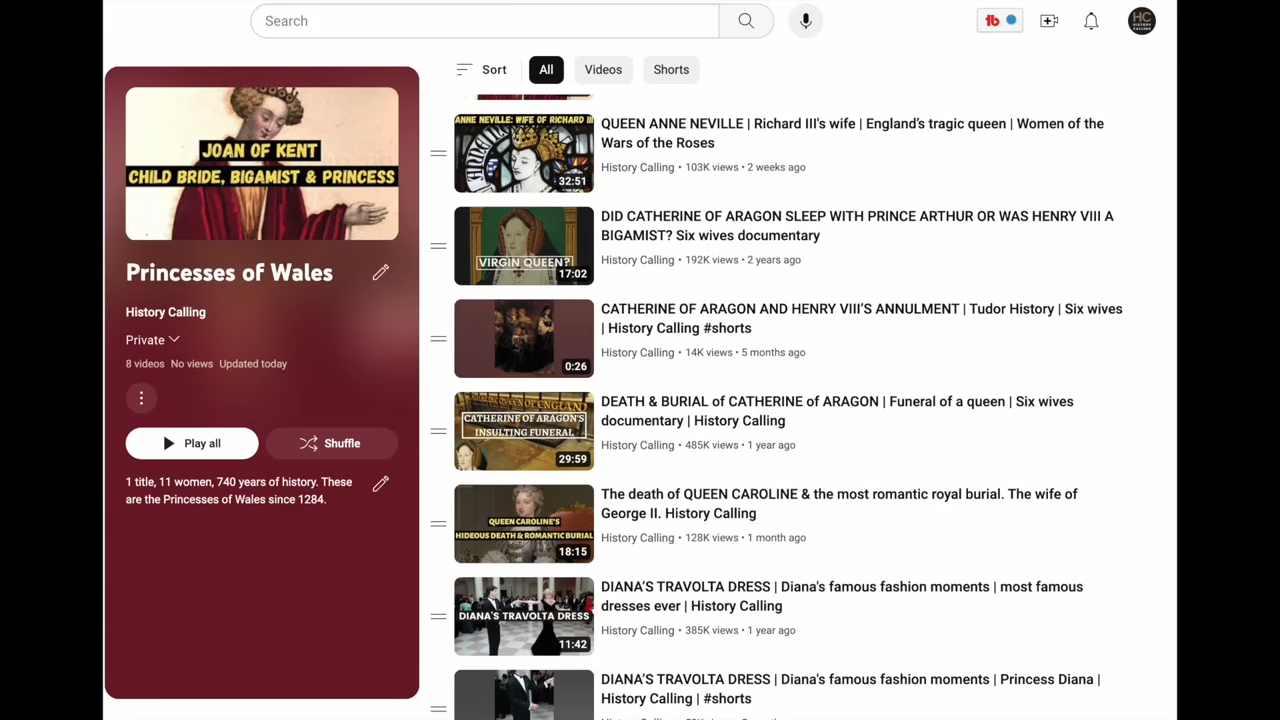 Search
HC
HISTORY
CALLING
Sort
All
Videos
Shorts
JOAN OF KENT
CHILD BRIDE, BIGAMIST & PRINCESS
Princesses of Wales
History Calling
Private
8 videos No views Updated today
Play all
Shuffle
1 title, 11 women, 740 years of history. These
are the Princesses of Wales since 1284.
ANNE NEVILLE: WIFE OF RICHARD III
32:51
QUEEN ANNE NEVILLE | Richard III's wife | England's tragic queen | Women of the
Wars of the Roses
History Calling • 103K views • 2 weeks ago
VIRGIN QUEEN?
17:02
DID CATHERINE OF ARAGON SLEEP WITH PRINCE ARTHUR OR WAS HENRY VIII A
BIGAMIST? Six wives documentary
History Calling • 192K views • 2 years ago
0:26
CATHERINE OF ARAGON AND HENRY VIII'S ANNULMENT | Tudor History | Six wives
| History Calling #shorts
History Calling • 14K views • 5 months ago
CATHERINE OF ARAGON'S
INSULTING FUNERAL
29:59
DEATH & BURIAL of CATHERINE of ARAGON | Funeral of a queen | Six wives
documentary | History Calling
History Calling • 485K views • 1 year ago
QUEEN CAROLINE'S
HIDEOUS DEATH & ROMANTIC BURIAL
18:15
The death of QUEEN CAROLINE & the most romantic royal burial. The wife of
George II. History Calling
History Calling • 128K views • 1 month ago
DIANA'S TRAVOLTA DRESS
11:42
DIANA'S TRAVOLTA DRESS | Diana's famous fashion moments | most famous
dresses ever | History Calling
History Calling • 385K views • 1 year ago
DIANA'S TRAVOLTA DRESS | Diana's famous fashion moments | Princess Diana |
History Calling | #shorts